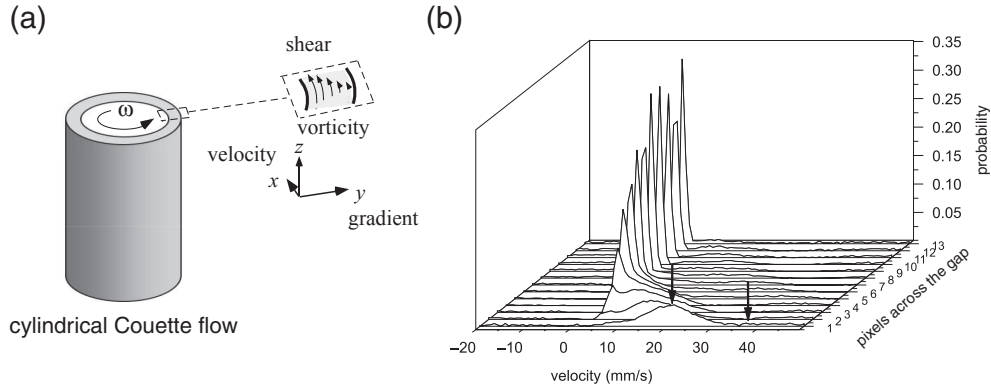 (a)
shear
ω
vorticity
velocity
z
x
y
gradient
cylindrical Couette flow
(b)
0.35
0.30
0.25
0.20
0.15
0.10
0.05
probability
1 2 3 4 5 6 7 8 9 10 11 12 13
pixels across the gap
−20 −10 0 10 20 30 40
velocity (mm/s)